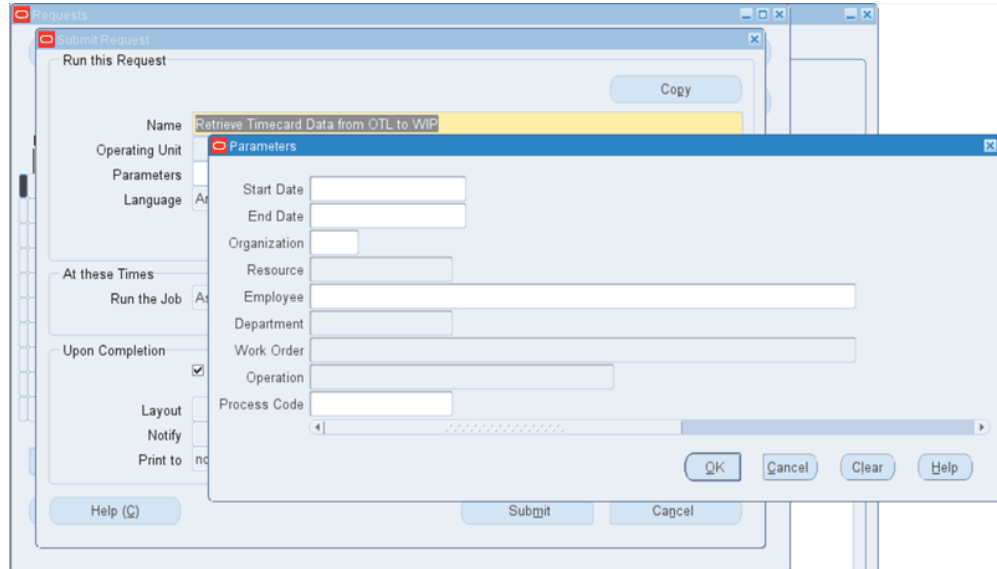 Requests
Submit Request
Run this Request
Copy
Name Retrieve Timecard Data from OTL to WIP
Operating Unit
Parameters
Language
At these Times
Run the Job
Upon Completion
Layout
Notify
Print to
Help (C)
Submit
Cancel
Parameters
Start Date
End Date
Organization
Resource
Employee
Department
Work Order
Operation
Process Code
OK
Cancel
Clear
Help